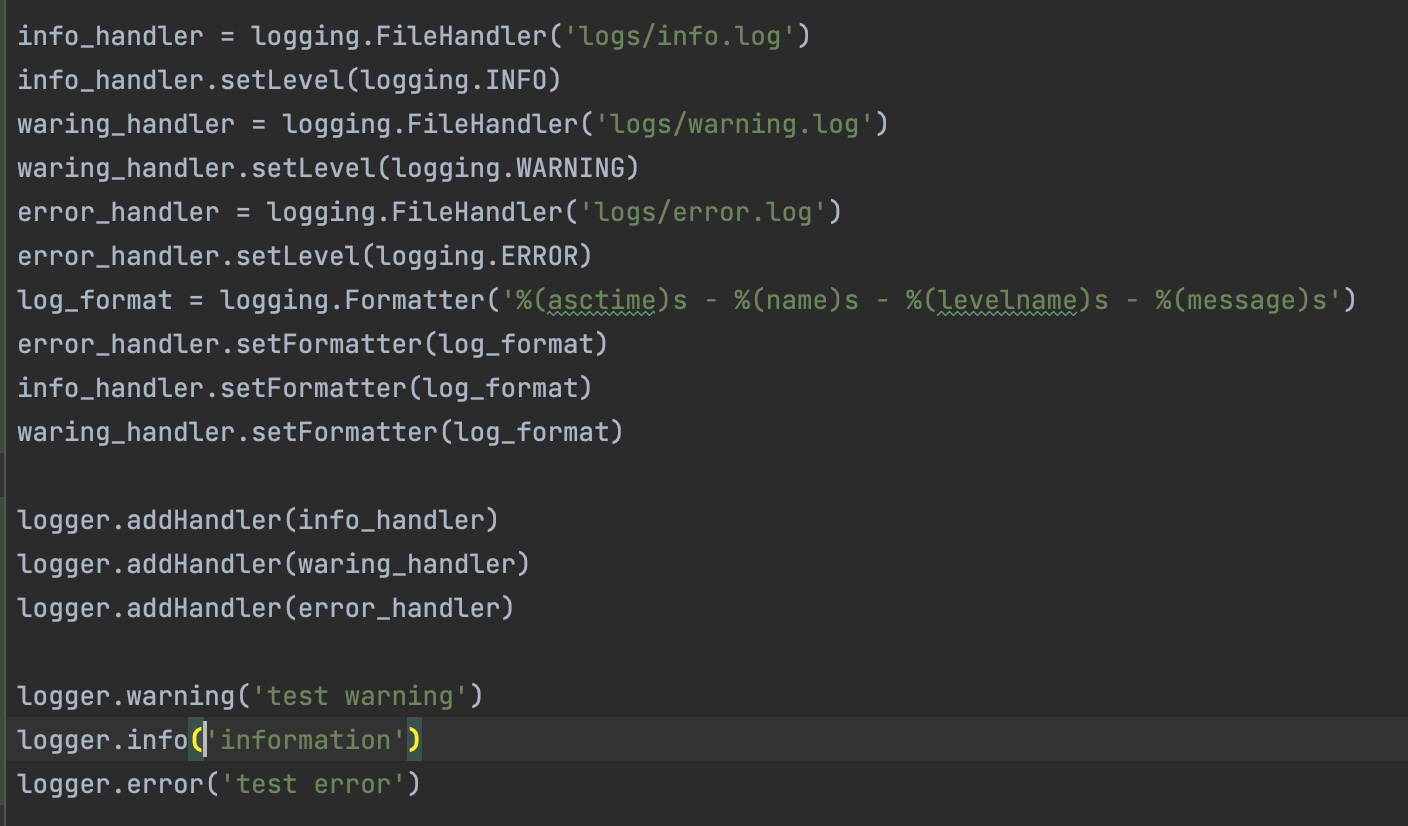 info_handler = logging.FileHandler('logs/info.log')
info_handler.setLevel(logging.INFO)
waring_handler = logging.FileHandler('logs/warning.log')
waring_handler.setLevel(logging.WARNING)
error_handler = logging.FileHandler('logs/error.log')
error_handler.setLevel(logging.ERROR)
log_format = logging.Formatter('%(asctime)s - %(name)s - %(levelname)s - %(message)s')
error_handler.setFormatter(log_format)
info_handler.setFormatter(log_format)
waring_handler.setFormatter(log_format)
logger.addHandler(info_handler)
logger.addHandler(waring_handler)
logger.addHandler(error_handler)
logger.warning('test warning')
logger.info('information')
logger.error('test error')